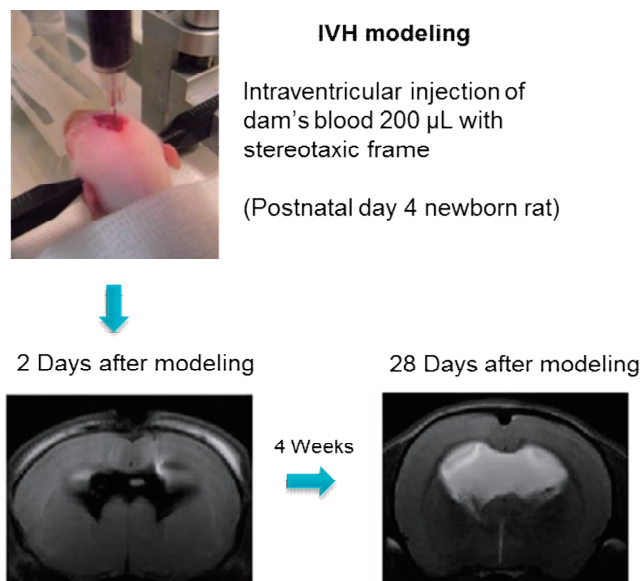 IVH modeling
Intraventricular injection of
dam's blood 200 µL with
stereotaxic frame
(Postnatal day 4 newborn rat)
2 Days after modeling
28 Days after modeling
4 Weeks